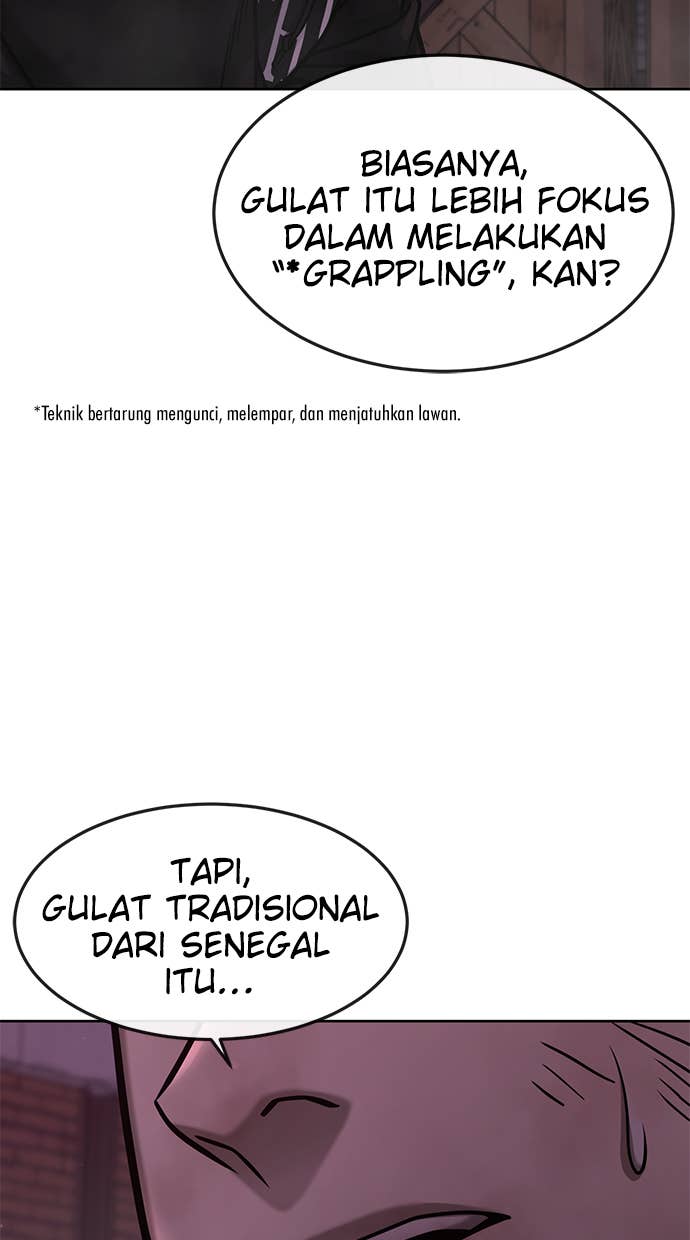 BIASANYA,
GULAT ITU LEBIH FOKUS
DALAM MELAKUKAN
“*GRAPPLING”, KAN?
*Teknik bertarung mengunci, melempar, dan menjatuhkan lawan.
TAPI,
GULAT TRADISIONAL
DARI SENEGAL
ITU...